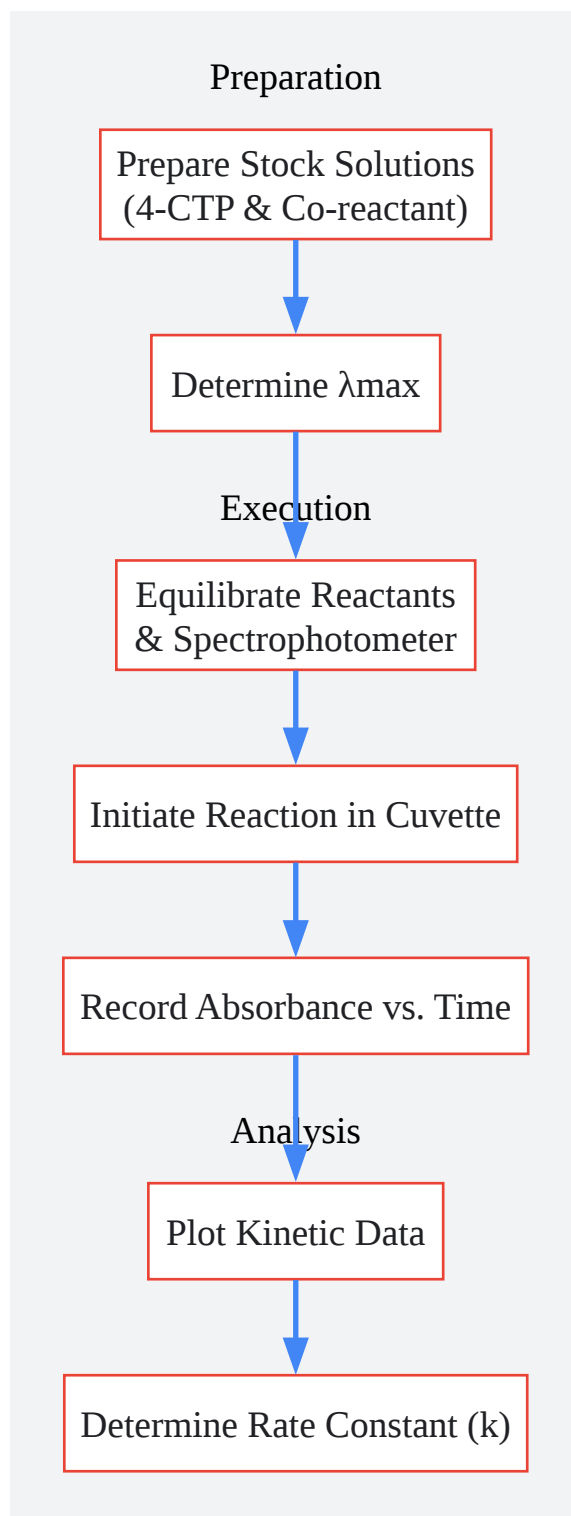 Preparation
Prepare Stock Solutions
(4-CTP & Co-reactant)
Determine λmax
Execution
Equilibrate Reactants
& Spectrophotometer
Initiate Reaction in Cuvette
Record Absorbance vs. Time
Analysis
Plot Kinetic Data
Determine Rate Constant (k)